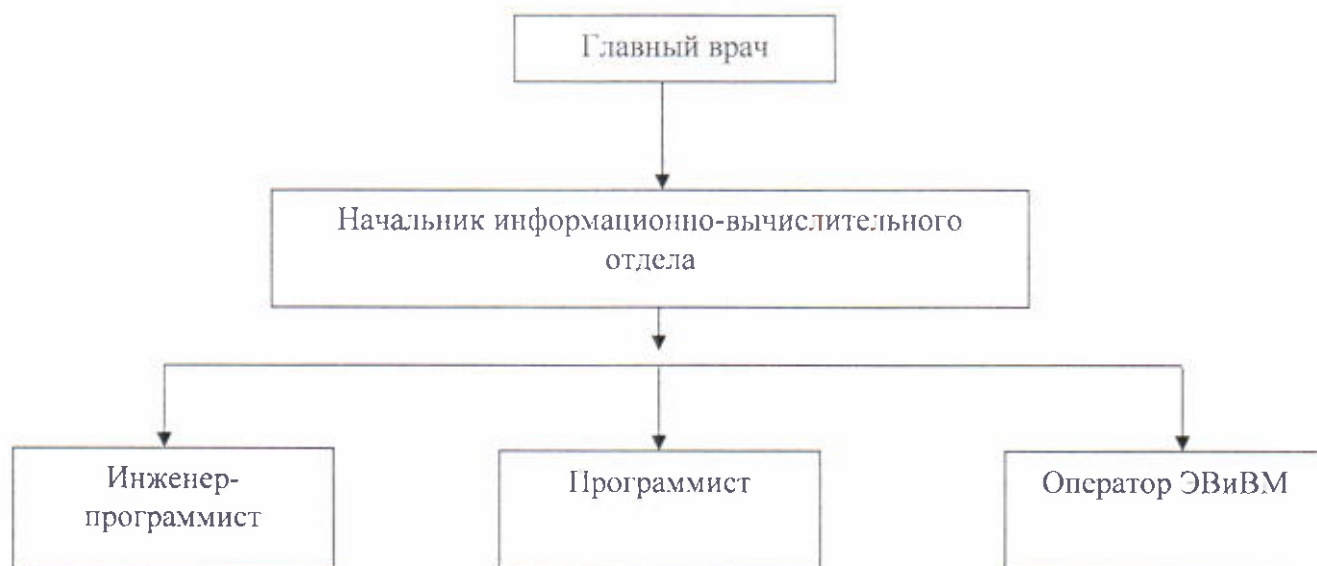 Главный врач
Начальник информационно-вычислительного
отдела
Инженер-
программист
Программист
Оператор ЭВиВМ